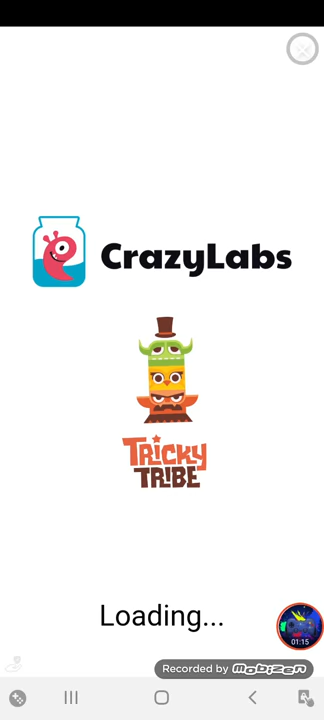 CrazyLabs
TRICKY
TRIBE
Loading...
01:15
Recorded by mobizen